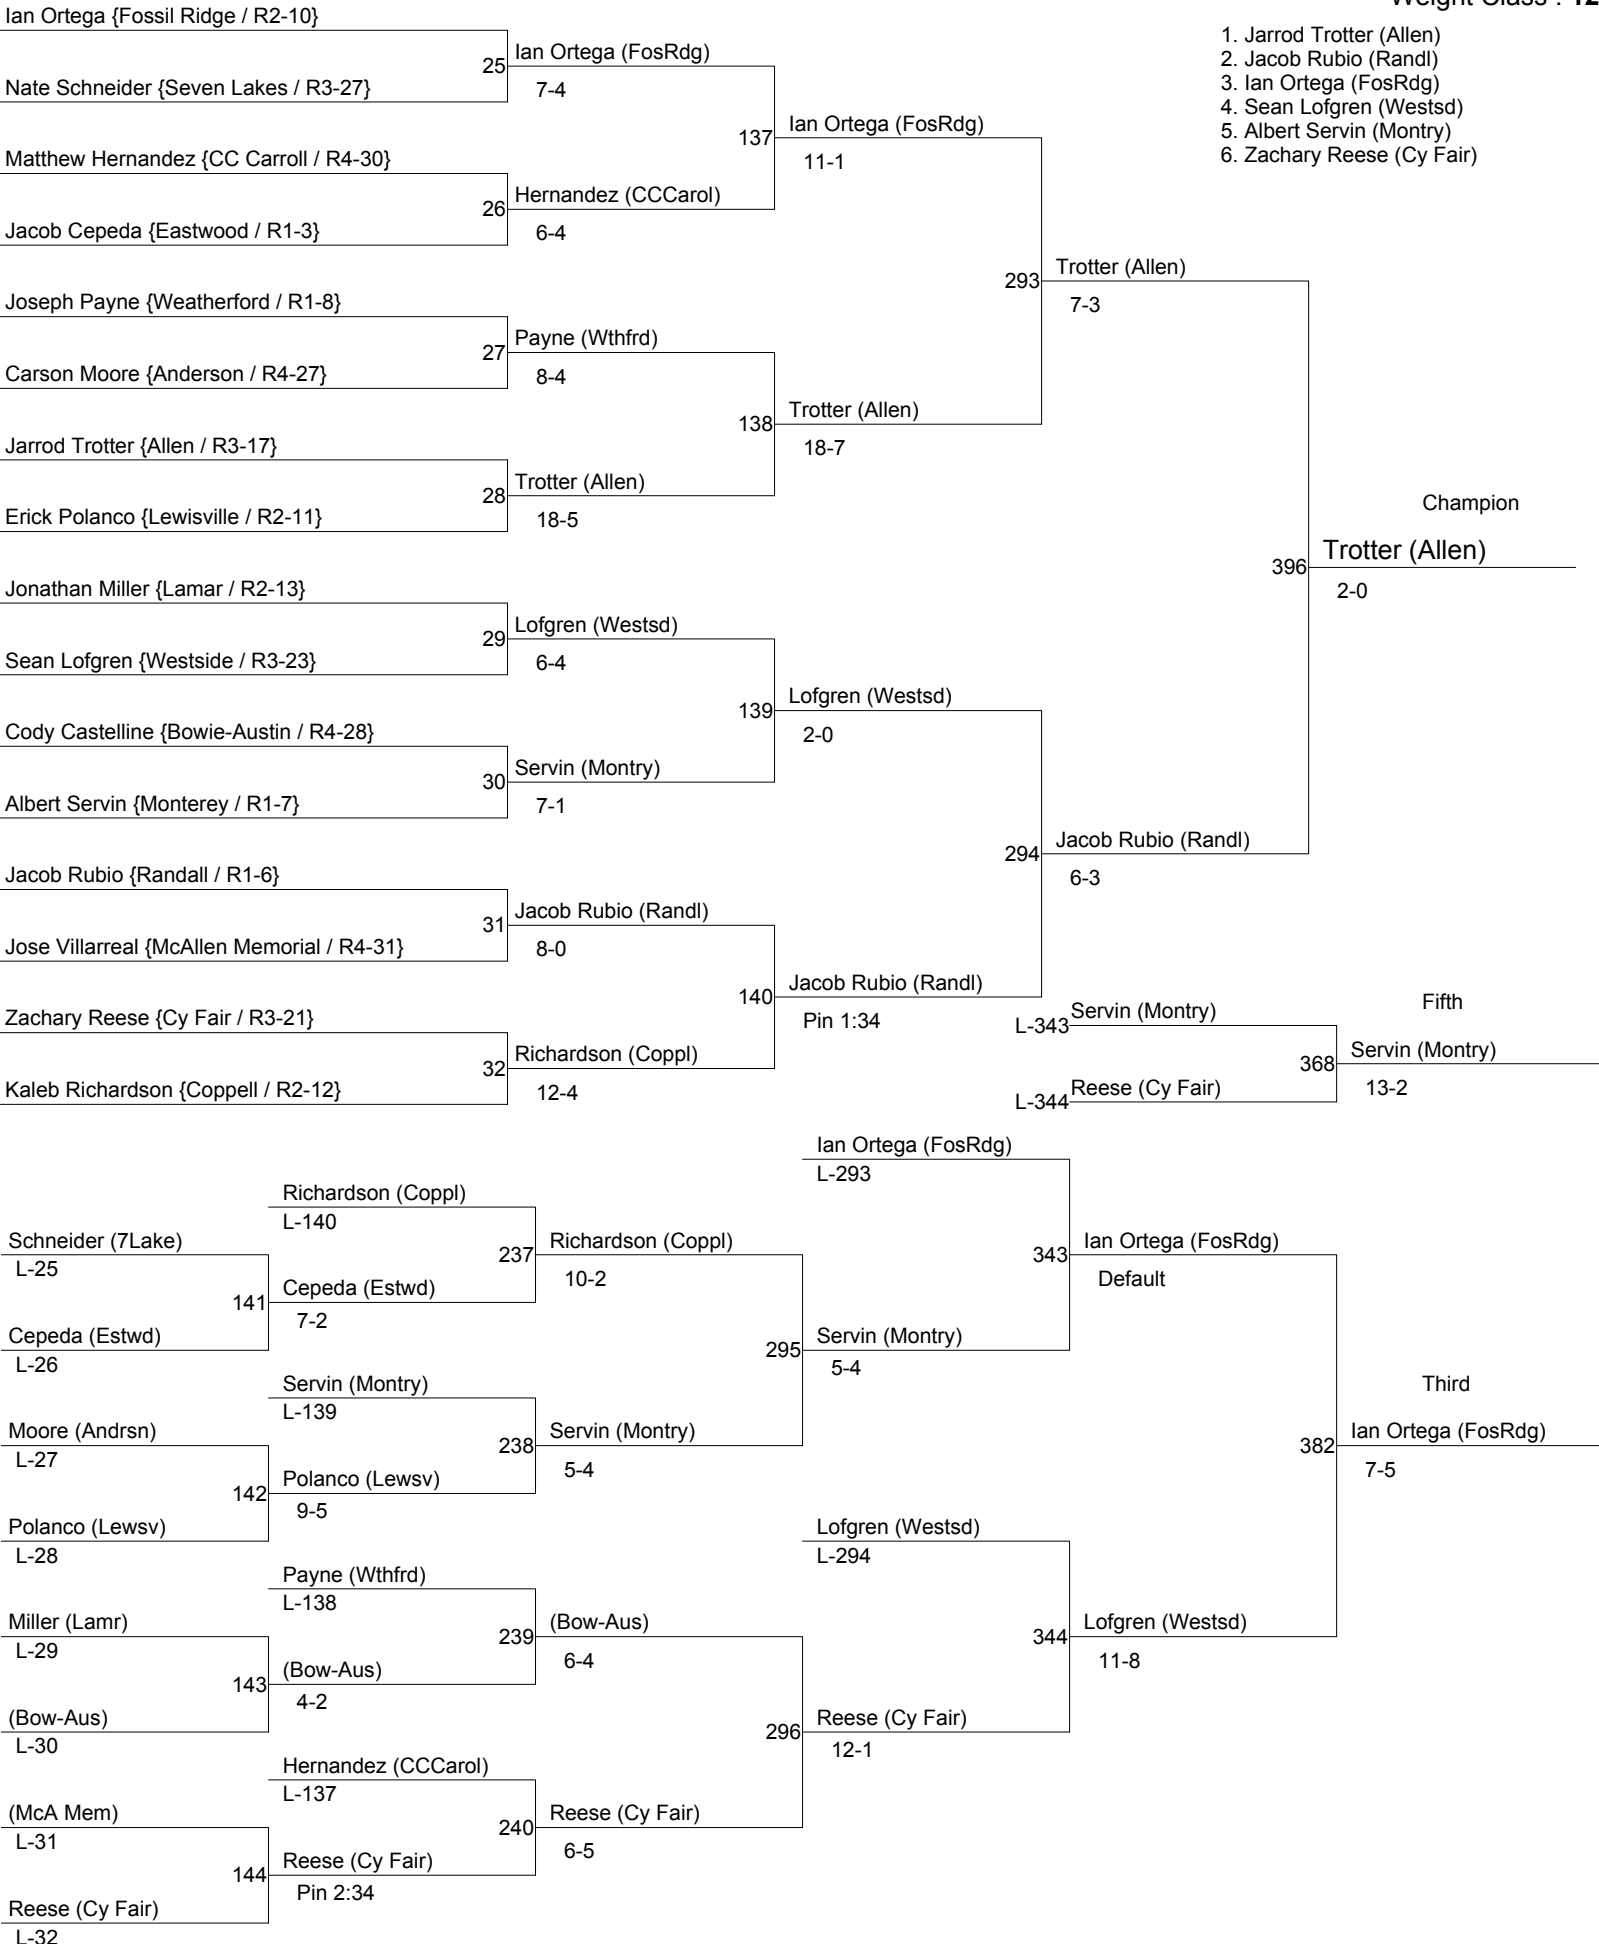 Weight Class : 12
1. Jarrod Trotter (Allen)
2. Jacob Rubio (Randl)
3. Ian Ortega (FosRdg)
4. Sean Lofgren (Westsd)
5. Albert Servin (Montry)
6. Zachary Reese (Cy Fair)
Ian Ortega {Fossil Ridge / R2-10}
25
Ian Ortega (FosRdg)
7-4
Nate Schneider {Seven Lakes / R3-27}
137
Ian Ortega (FosRdg)
11-1
Matthew Hernandez {CC Carroll / R4-30}
26
Hernandez (CCCarol)
6-4
Jacob Cepeda {Eastwood / R1-3}
293
Trotter (Allen)
7-3
Joseph Payne {Weatherford / R1-8}
27
Payne (Wthfrd)
8-4
Carson Moore {Anderson / R4-27}
138
Trotter (Allen)
18-7
Jarrod Trotter {Allen / R3-17}
28
Trotter (Allen)
18-5
Erick Polanco {Lewisville / R2-11}
Champion
396
Trotter (Allen)
2-0
Jonathan Miller {Lamar / R2-13}
29
Lofgren (Westsd)
6-4
Sean Lofgren {Westside / R3-23}
139
Lofgren (Westsd)
2-0
Cody Castelline {Bowie-Austin / R4-28}
30
Servin (Montry)
7-1
Albert Servin {Monterey / R1-7}
294
Jacob Rubio (Randl)
6-3
Jacob Rubio {Randall / R1-6}
31
Jacob Rubio (Randl)
8-0
Jose Villarreal {McAllen Memorial / R4-31}
140
Jacob Rubio (Randl)
Pin 1:34
Zachary Reese {Cy Fair / R3-21}
32
Richardson (Coppl)
12-4
Kaleb Richardson {Coppell / R2-12}
Fifth
L-343
Servin (Montry)
368
Servin (Montry)
13-2
L-344
Reese (Cy Fair)
Ian Ortega (FosRdg)
L-293
Richardson (Coppl)
L-140
Schneider (7Lake)
L-25
237
Richardson (Coppl)
10-2
343
Ian Ortega (FosRdg)
Default
141
Cepeda (Estwd)
7-2
Cepeda (Estwd)
L-26
295
Servin (Montry)
5-4
Servin (Montry)
L-139
Third
Moore (Andrsn)
L-27
238
Servin (Montry)
5-4
382
Ian Ortega (FosRdg)
7-5
142
Polanco (Lewsv)
9-5
Polanco (Lewsv)
L-28
Lofgren (Westsd)
L-294
Payne (Wthfrd)
L-138
Miller (Lamr)
L-29
239
(Bow-Aus)
6-4
344
Lofgren (Westsd)
11-8
143
(Bow-Aus)
4-2
(Bow-Aus)
L-30
296
Reese (Cy Fair)
12-1
Hernandez (CCCarol)
L-137
(McA Mem)
L-31
240
Reese (Cy Fair)
6-5
144
Reese (Cy Fair)
Pin 2:34
Reese (Cy Fair)
L-32